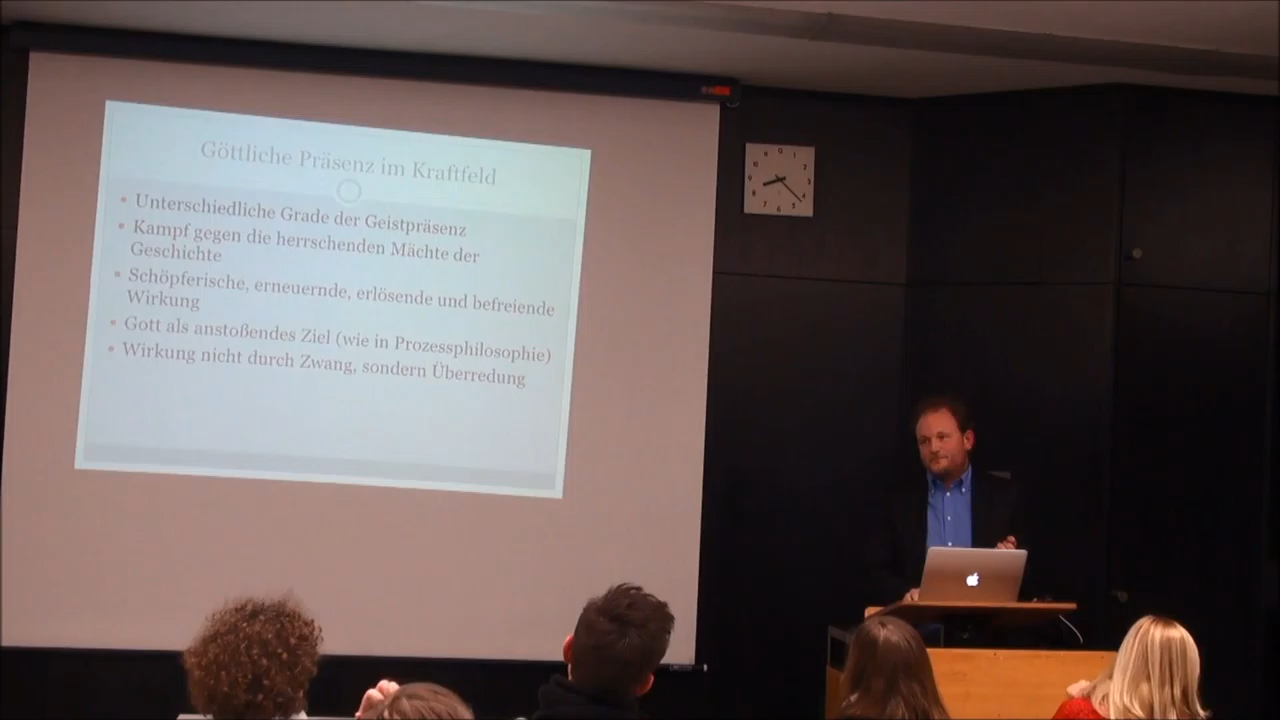 Göttliche Präsenz im Kraftfeld
• Unterschiedliche Grade der Geistpräsenz
• Kampf gegen die herrschenden Mächte der
Geschichte
• Schöpferische, erneuernde, erlösende und befreiende
Wirkung
• Gott als anstoßendes Ziel (wie in Prozessphilosophie)
• Wirkung nicht durch Zwang, sondern Überredung